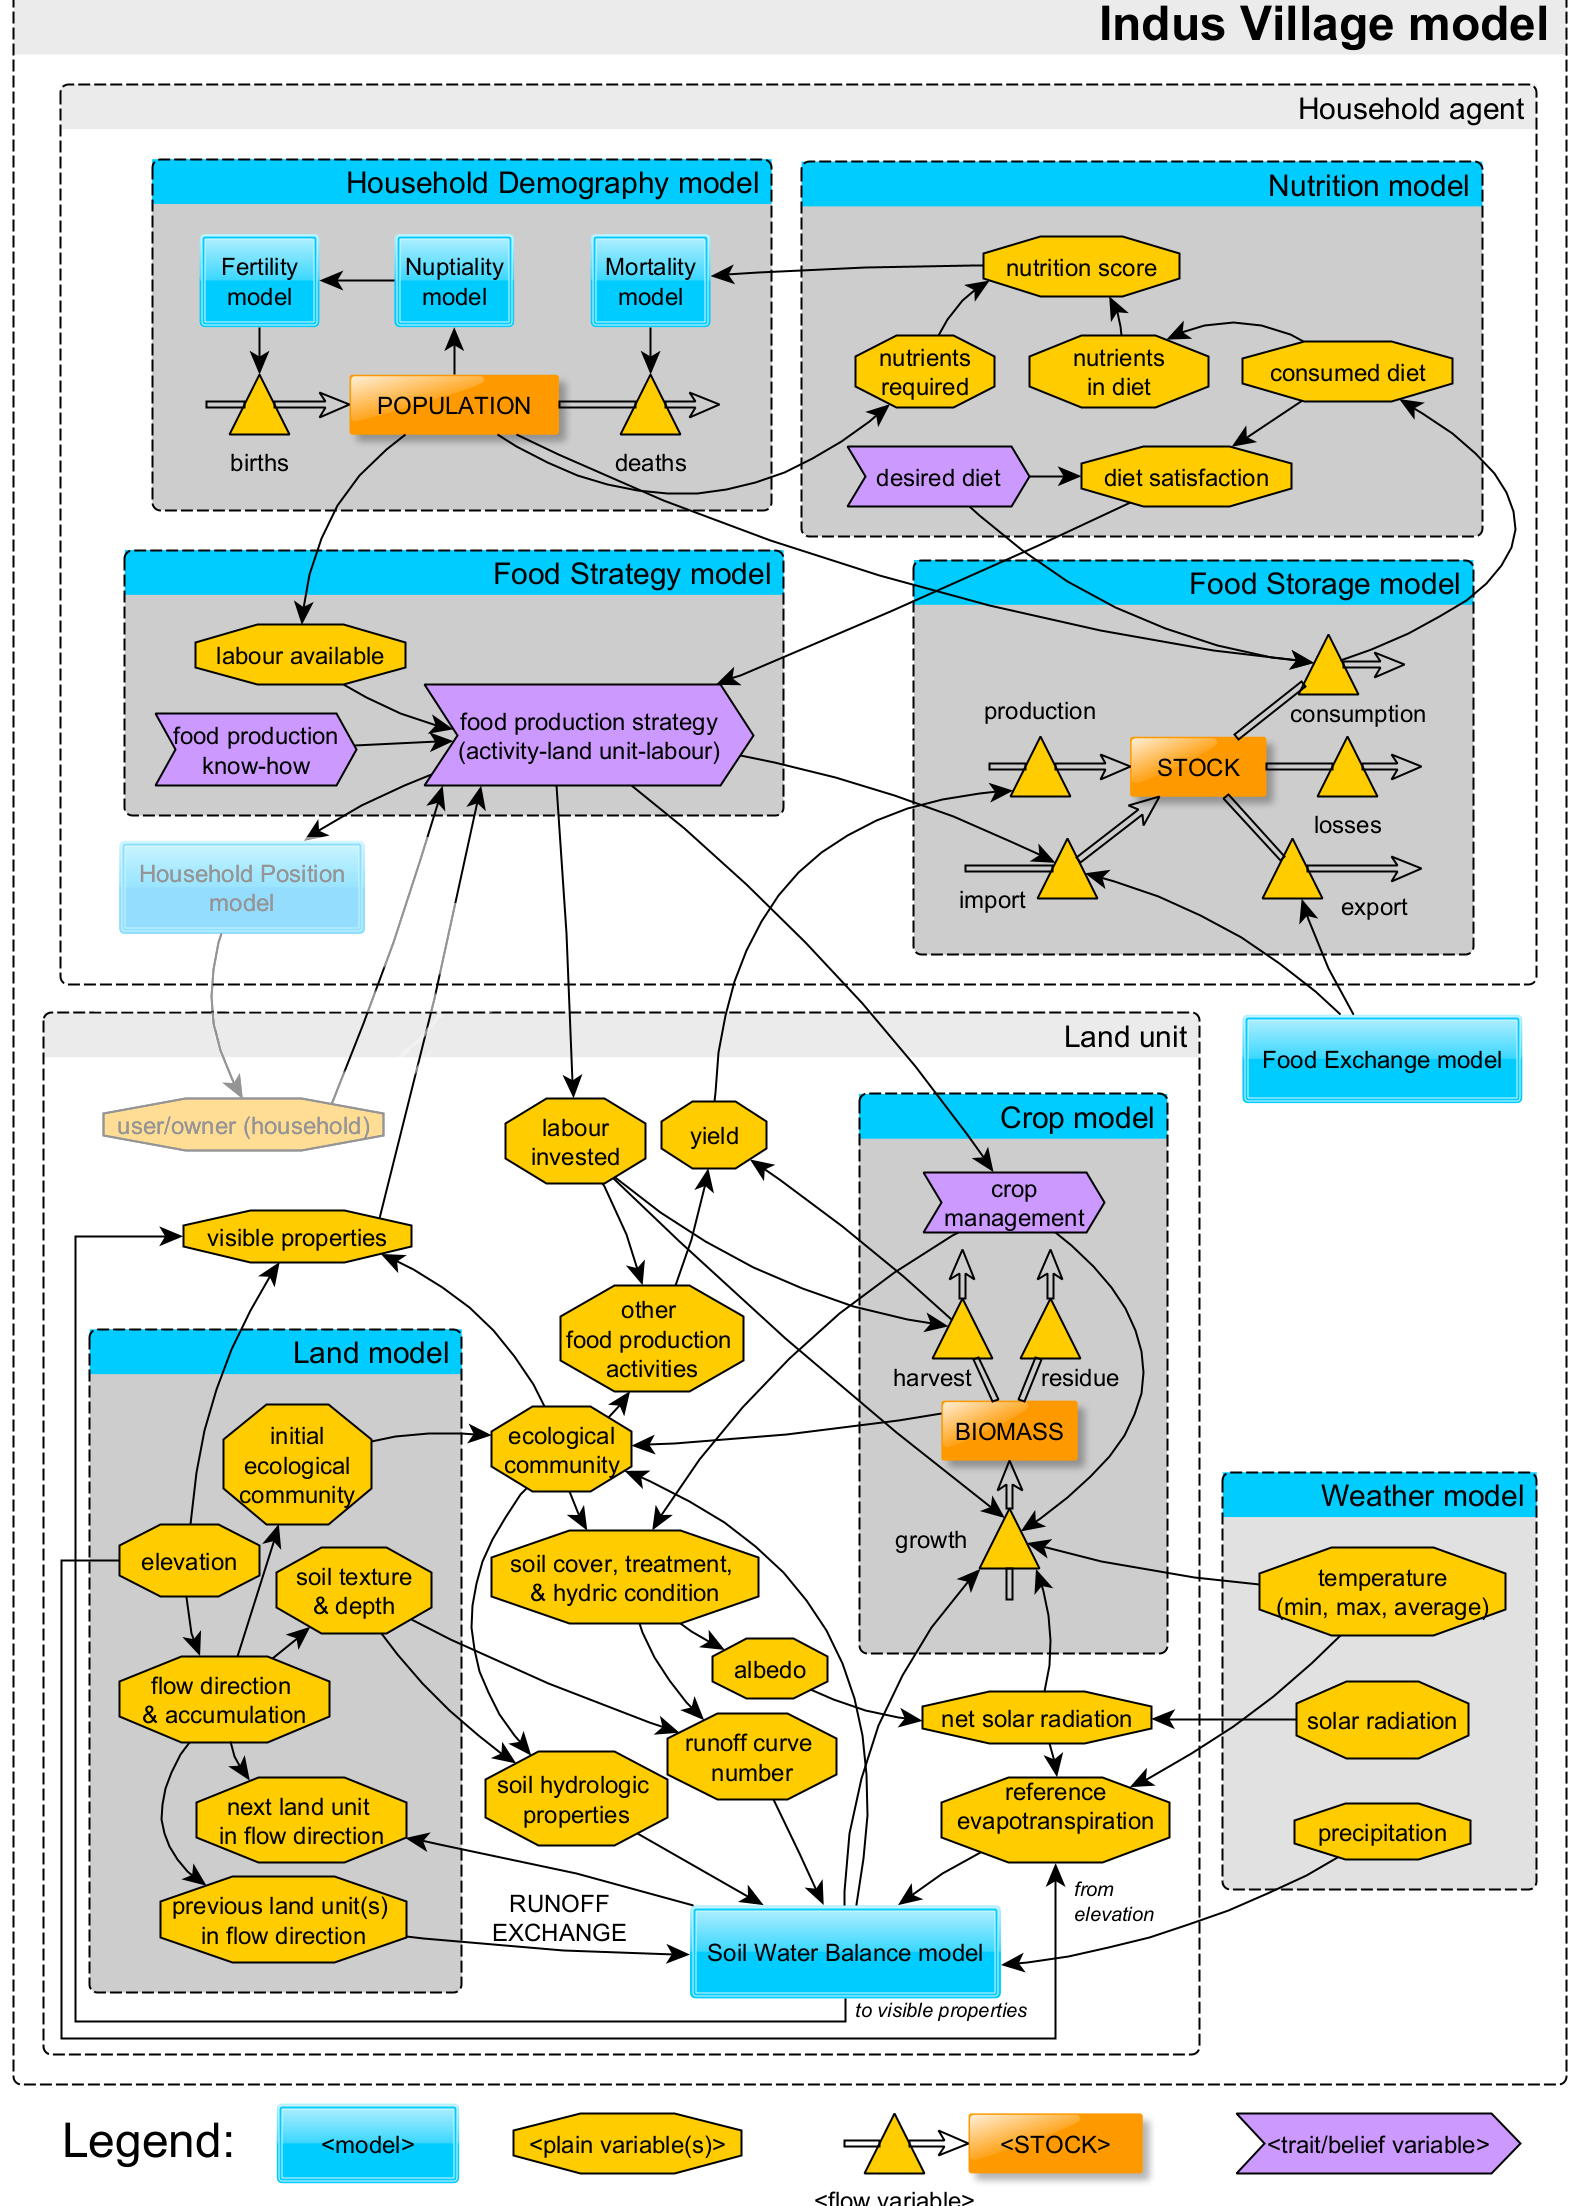 Indus Village model
Household agent
Household Demography model
Nutrition model
Fertility
model
Nuptiality
model
Mortality
model
nutrition score
nutrients
required
nutrients
in diet
consumed diet
POPULATION
births
deaths
desired diet
diet satisfaction
Food Strategy model
Food Storage model
labour available
food production
know-how
food production strategy
(activity-land unit-labour)
production
consumption
STOCK
losses
import
export
Household Position
model
Food Exchange model
Land unit
user/owner (household)
labour
invested
yield
Crop model
crop
management
visible properties
other
food production
activities
harvest
residue
BIOMASS
growth
Land model
initial
ecological
community
ecological
community
elevation
soil texture
& depth
soil cover, treatment,
& hydric condition
Weather model
temperature
(min, max, average)
flow direction
& accumulation
albedo
net solar radiation
solar radiation
runoff curve
number
soil hydrologic
properties
reference
evapotranspiration
precipitation
next land unit
in flow direction
previous land unit(s)
in flow direction
RUNOFF
EXCHANGE
from
elevation
Soil Water Balance model
to visible properties
Legend:
<model>
<plain variable(s)>
<STOCK>
<flow variable>
<trait/belief variable>